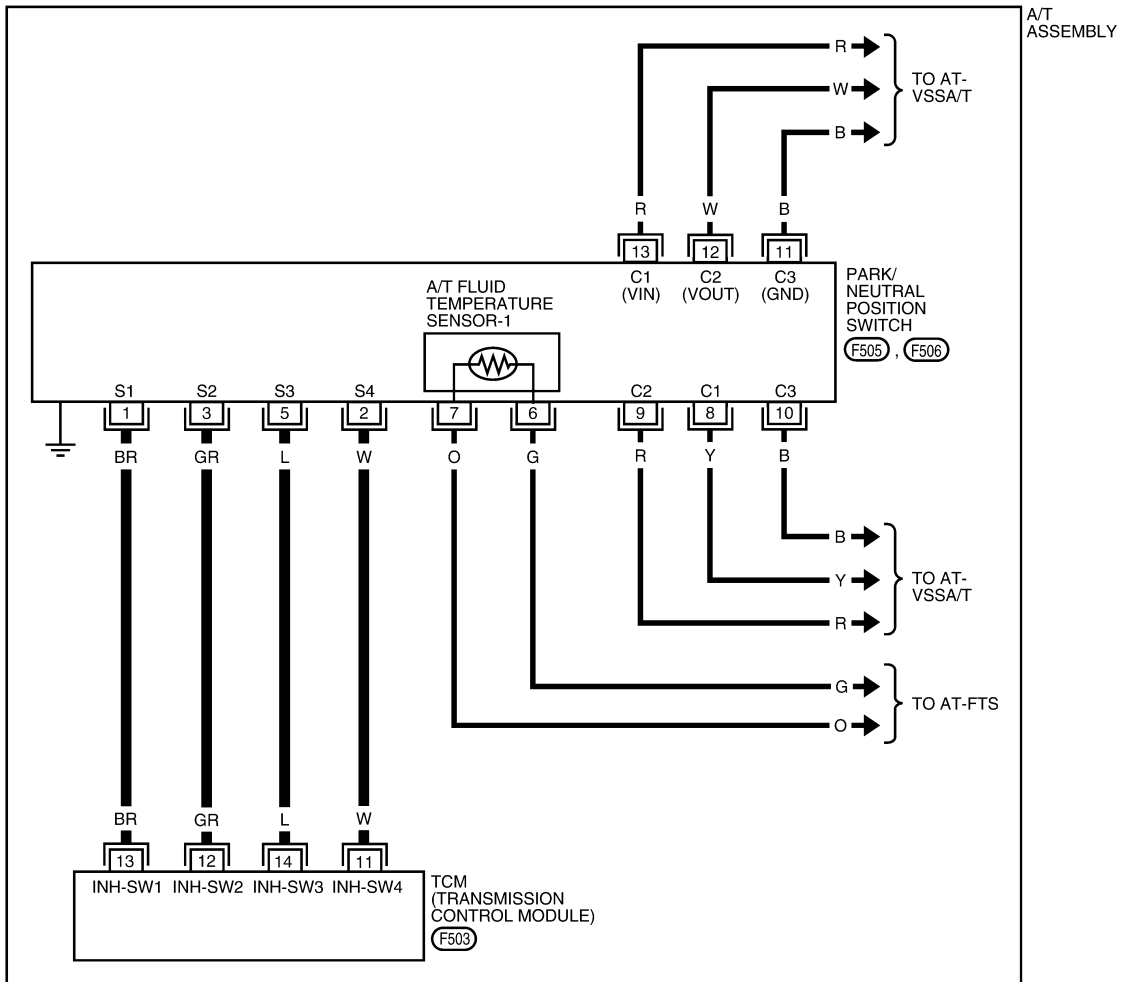 A/T
ASSEMBLY
R
TO AT-
VSSA/T
W
B
R W B
13 12 11
C1 C2 C3
(VIN) (VOUT) (GND)
PARK/
NEUTRAL
POSITION
SWITCH
F505 , F506
A/T FLUID
TEMPERATURE
SENSOR-1
S1 S2 S3 S4 C2 C1 C3
1 3 5 2 7 6 9 8 10
BR GR L W O G R Y B
B
Y
TO AT-
VSSA/T
R
G
TO AT-FTS
O
BR GR L W
13 12 14 11
INH-SW1 INH-SW2 INH-SW3 INH-SW4
TCM
(TRANSMISSION
CONTROL MODULE)
F503